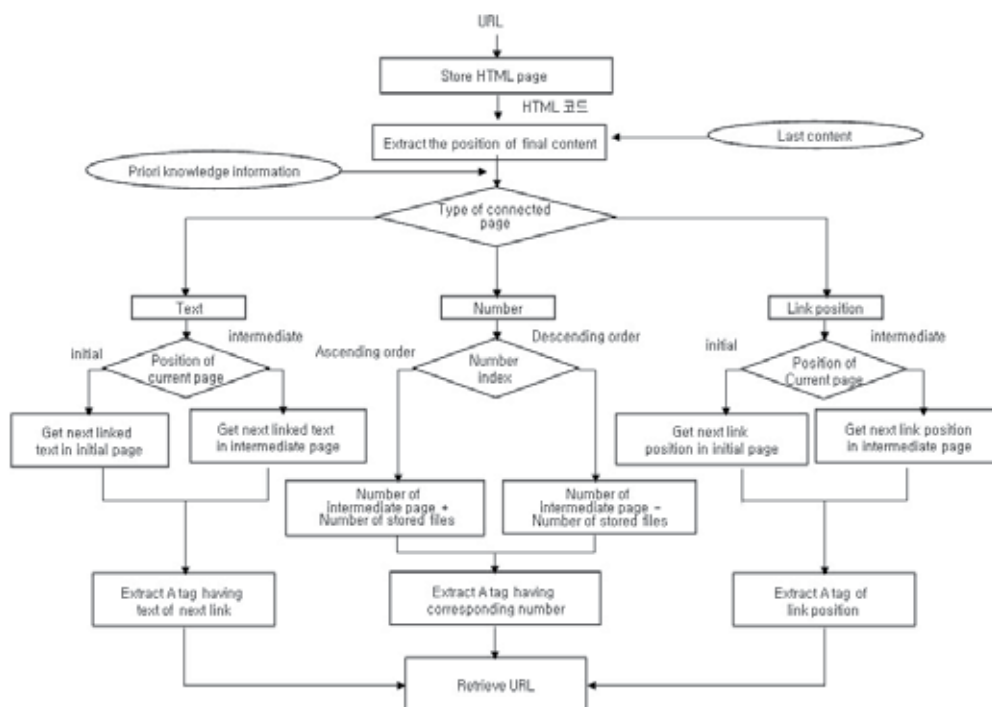 URL
Store HTML page
HTML 코드
Extract the position of final content
Last content
Priori knowledge information
Type of connected
page
Text
Number
Link position
initial
intermediate
Position of
current page
Ascending order
Descending order
Number
index
initial
intermediate
Position of
Current page
Get next linked
text in initial page
Get next linked text
in intermediate page
Get next link
position in initial page
Get next link position
in intermediate page
Number of
intermediate page +
Number of stored files
Number of
intermediate page -
Number of stored files
Extract A tag having
text of next link
Extract A tag having
corresponding number
Extract A tag of
link position
Retrieve URL